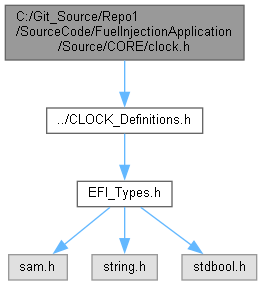 C:/Git_Source/Repo1
/SourceCode/FuelInjectionApplication
/Source/CORE/clock.h
../CLOCK_Definitions.h
EFI_Types.h
sam.h
string.h
stdbool.h